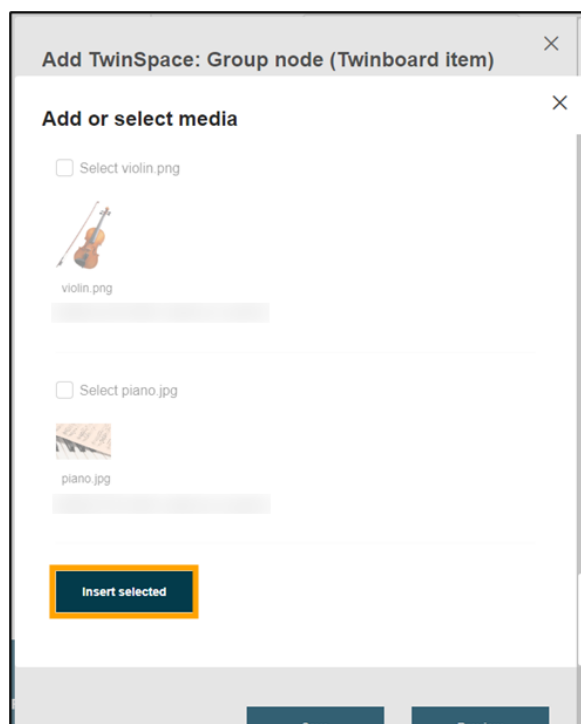 Add TwinSpace: Group node (Twinboard item)
Add or select media
Select violin.png
violin.png
Select piano.jpg
piano.jpg
Insert selected